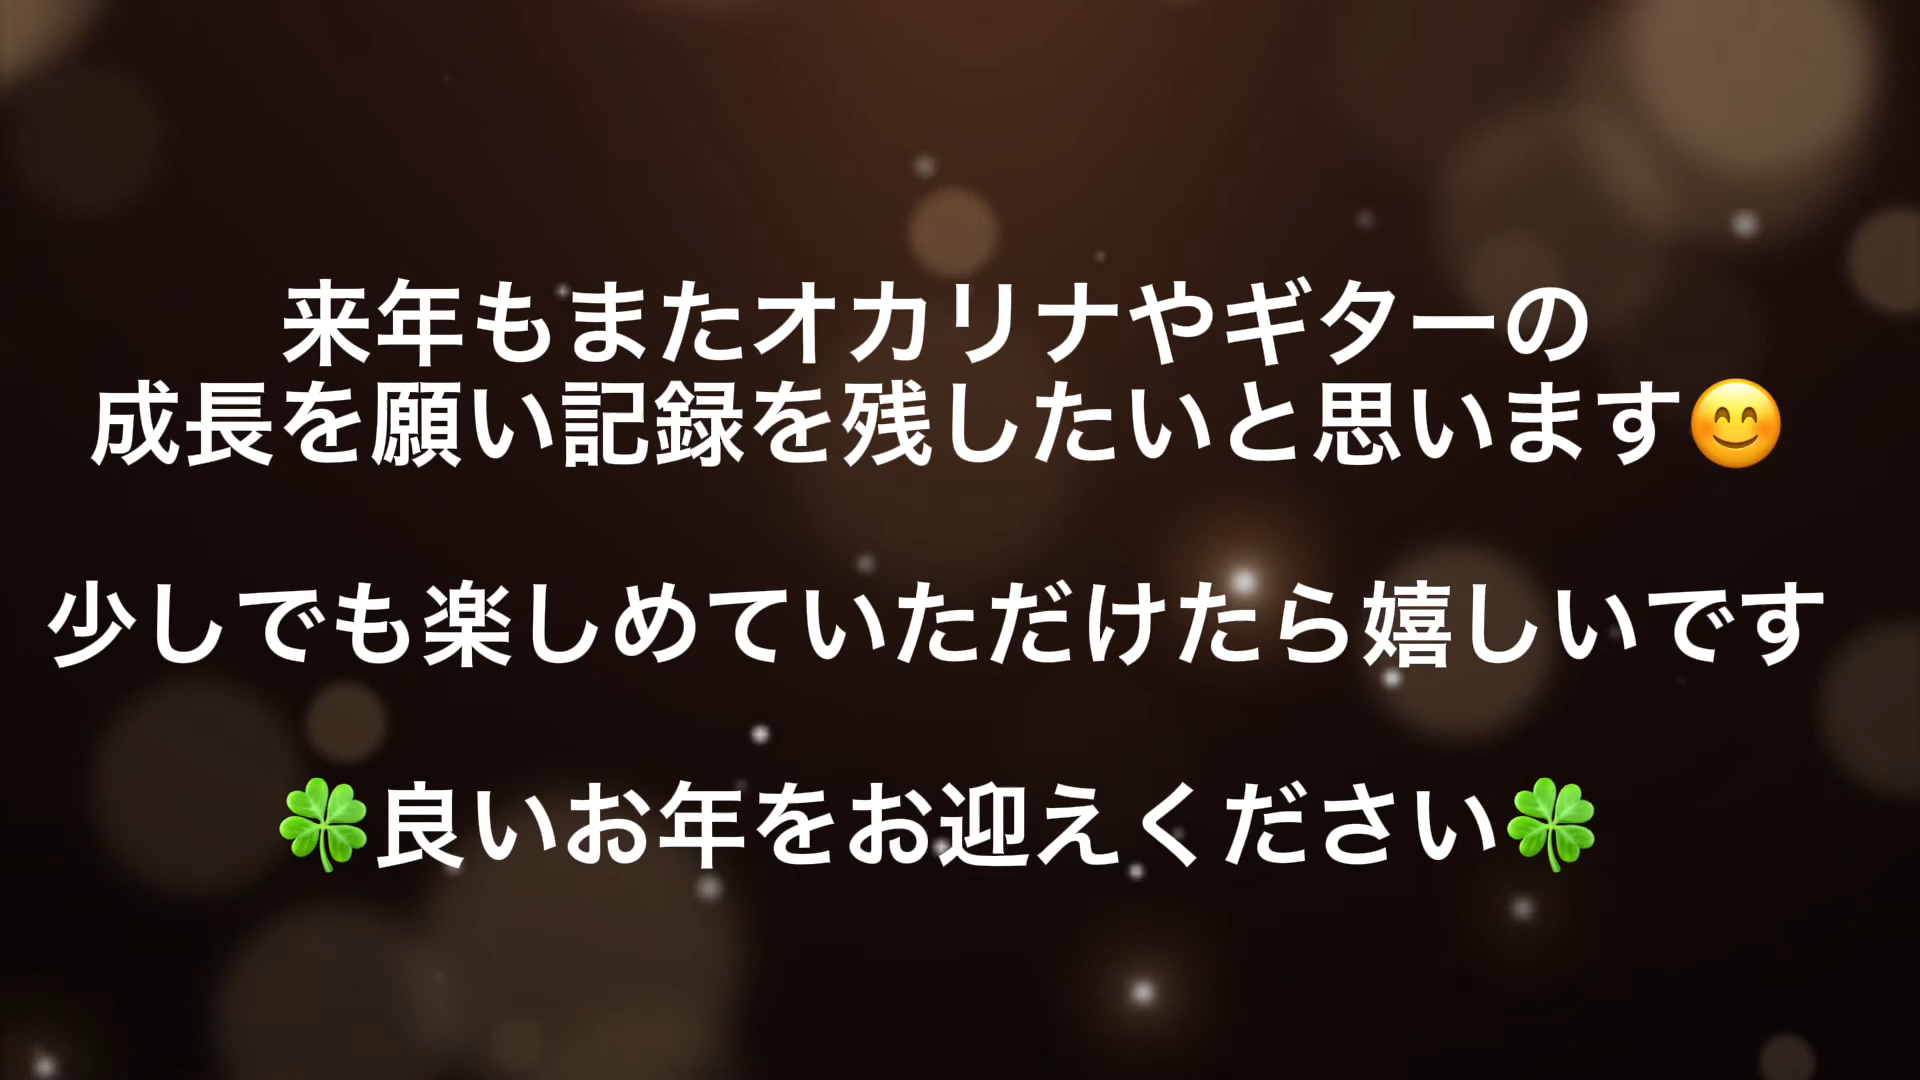 来年もまたオカリナやギターの
成長を願い記録を残したいと思います😊
少しでも楽しめていただけたら嬉しいです
🍀良いお年をお迎えください🍀